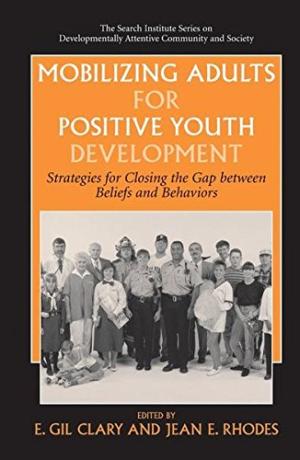 The Search Institute Series on
Developmentally Attentive Community and Society
MOBILIZING ADULTS
FOR
POSITIVE YOUTH
DEVELOPMENT
Strategies for Closing the Gap between
Beliefs and Behaviors
EDITED BY
E. GIL CLARY AND JEAN E. RHODES